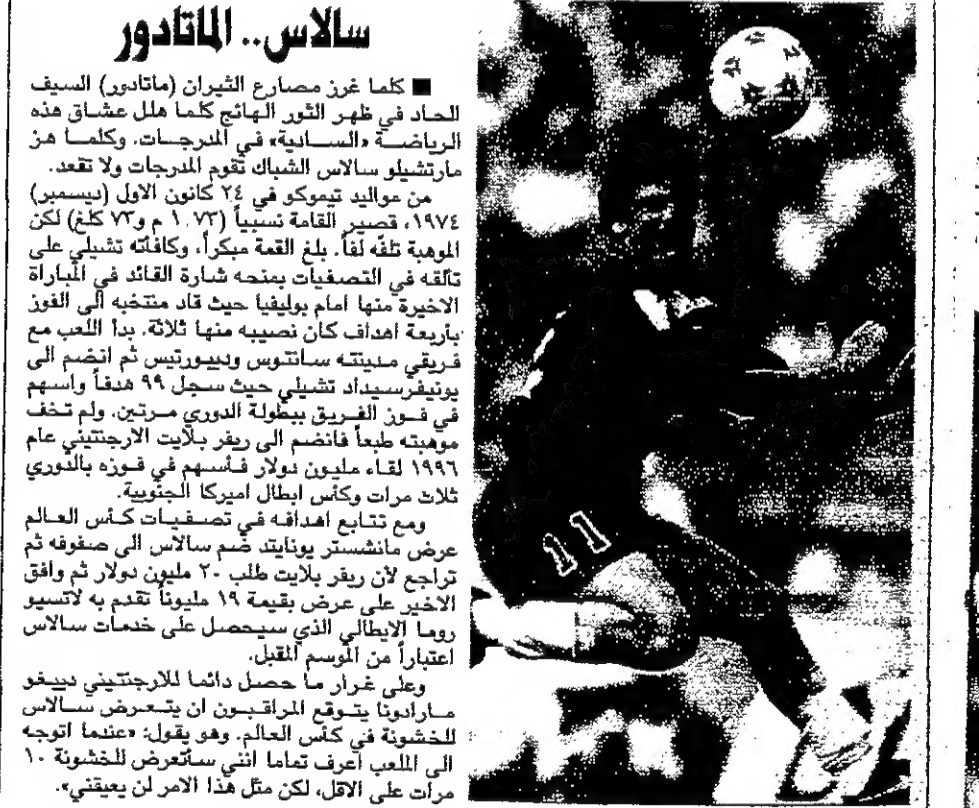 سالاس.. الماتادور
■ كلما غرز مصارع الثيران (ماتادور) السيف
الحاد في ظهر الثور الهائج كلما هلل عشاق هذه
الرياضة «السادية» في المدرجات. وكلما هز
مارتشيلو سالاس الشباك تقوم المدرجات ولا تقعد.
من مواليد تيموكو في ٢٤ كانون الاول (ديسمبر)
١٩٧٤، قصير القامة نسبياً (١.٧٣ م و٧٣ كلغ) لكن
الموهبة تلفّه لفاً. بلغ القمة مبكراً، وكافأته تشيلي على
تألقه في التصفيات بمنحه شارة القائد في المباراة
الاخيرة منها امام بوليفيا حيث قاد منتخبه الى الفوز
بأربعة اهداف كان نصيبه منها ثلاثة. بدأ اللعب مع
فريقي مدينته سانتوس وديبورتيس ثم انضم الى
يونيفرسيداد تشيلي حيث سجل ٩٩ هدفاً واسهم
في فوز الفريق ببطولة الدوري مرتين. ولم تخف
موهبته طبعاً فانضم الى ريفر بلايت الارجنتيني عام
١٩٩٦ لقاء مليون دولار فأسهم في فوزه بالدوري
ثلاث مرات وكأس ابطال اميركا الجنوبية.
ومع تتابع اهدافه في تصفيات كأس العالم
عرض مانشستر يونايتد ضم سالاس الى صفوفه ثم
تراجع لأن ريفر بلايت طلب ٢٠ مليون دولار ثم وافق
الاخير على عرض بقيمة ١٩ مليوناً تقدم به لاتسيو
روما الايطالي الذي سيحصل على خدمات سالاس
اعتباراً من الموسم المقبل.
وعلى غرار ما حصل دائما للارجنتيني دييغو
مارادونا يتوقع المراقبون ان يتعرض سالاس
للخشونة في كأس العالم. وهو يقول: «عندما اتوجه
الى الملعب اعرف تماما انني سأتعرض للخشونة ١٠
مرات على الاقل، لكن مثل هذا الامر لن يعيقني».
11